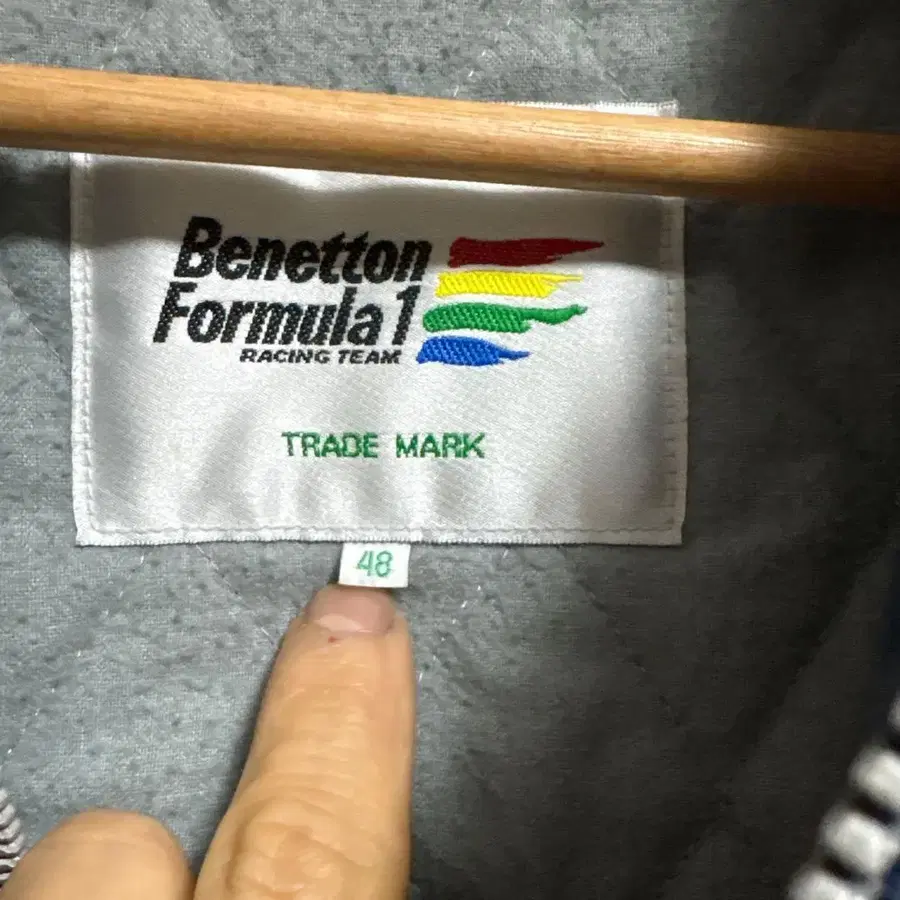 Benetton
Formula 1
RACING TEAM
TRADE MARK
48